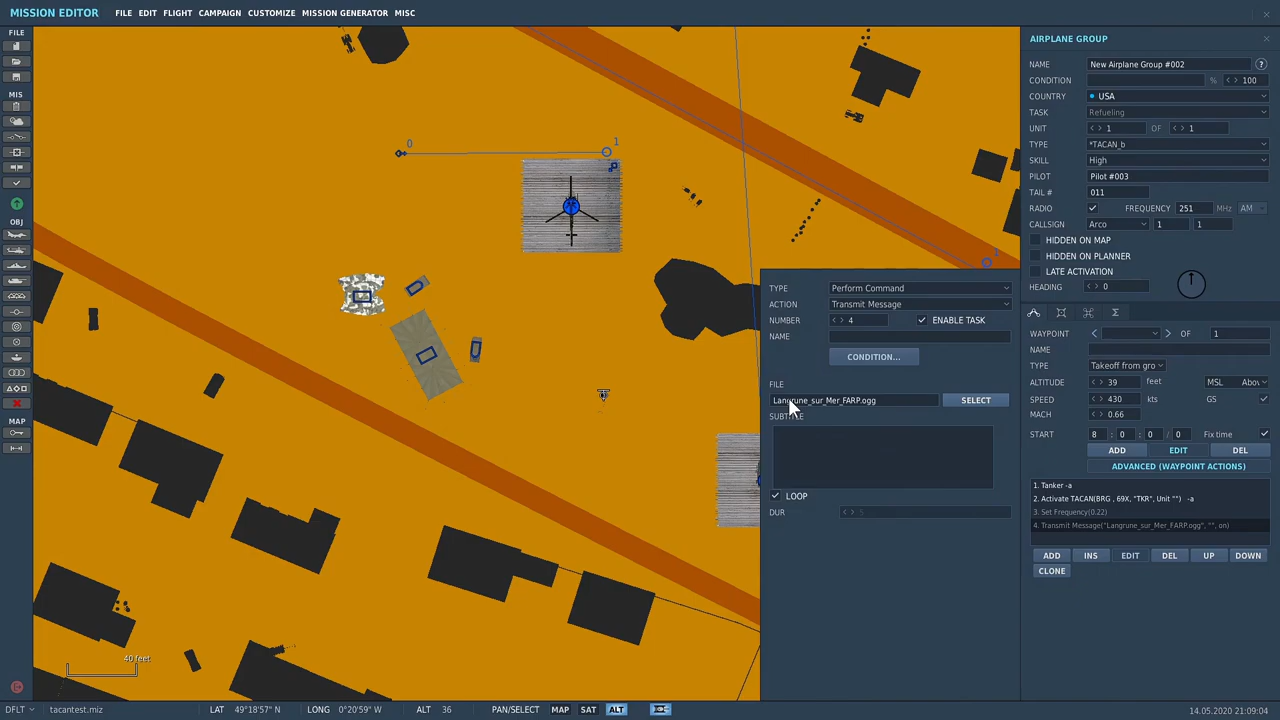 MISSION EDITOR FILE EDIT FLIGHT CAMPAIGN CUSTOMIZE MISSION GENERATOR MISC
FILE
MIS
OBJ
MAP
0
1
1
40 feet
AIRPLANE GROUP
NAME New Airplane Group #002 ?
CONDITION % 100
COUNTRY USA
TASK Refueling
UNIT 1 OF 1
TYPE *TACAN_b
SKILL High
PILOT Pilot #003
TAIL # 011
RADIO FREQUENCY 251 MHz AM
CALLSIGN Arco 1 1
HIDDEN ON MAP
HIDDEN ON PLANNER
LATE ACTIVATION
HEADING 0
WAYPOINT OF 1
NAME
TYPE Takeoff from gro
ALTITUDE 39 feet MSL Abov
SPEED 430 kts GS
MACH 0.66
START 8 : 0 : 0 Fix time
ADD EDIT DEL
ADVANCED (WAYPOINT ACTIONS)
1. Tanker -a
2. Activate TACANBRG , 69X, "TKR", Unit "") -a
3. Set Frequency(0.22)
4. Transmit Message("Langrune_sur_Mer_FARP.ogg", "", on)
ADD INS EDIT DEL UP DOWN
CLONE
TYPE Perform Command
ACTION Transmit Message
NUMBER 4 ENABLE TASK
NAME
CONDITION...
FILE
Langrune_sur_Mer_FARP.ogg SELECT
SUBTITLE
LOOP
DUR 5
DFLT tacantest.miz LAT 49°18'57" N LONG 0°20'59" W ALT 36 PAN/SELECT MAP SAT ALT 14.05.2020 21:09:04